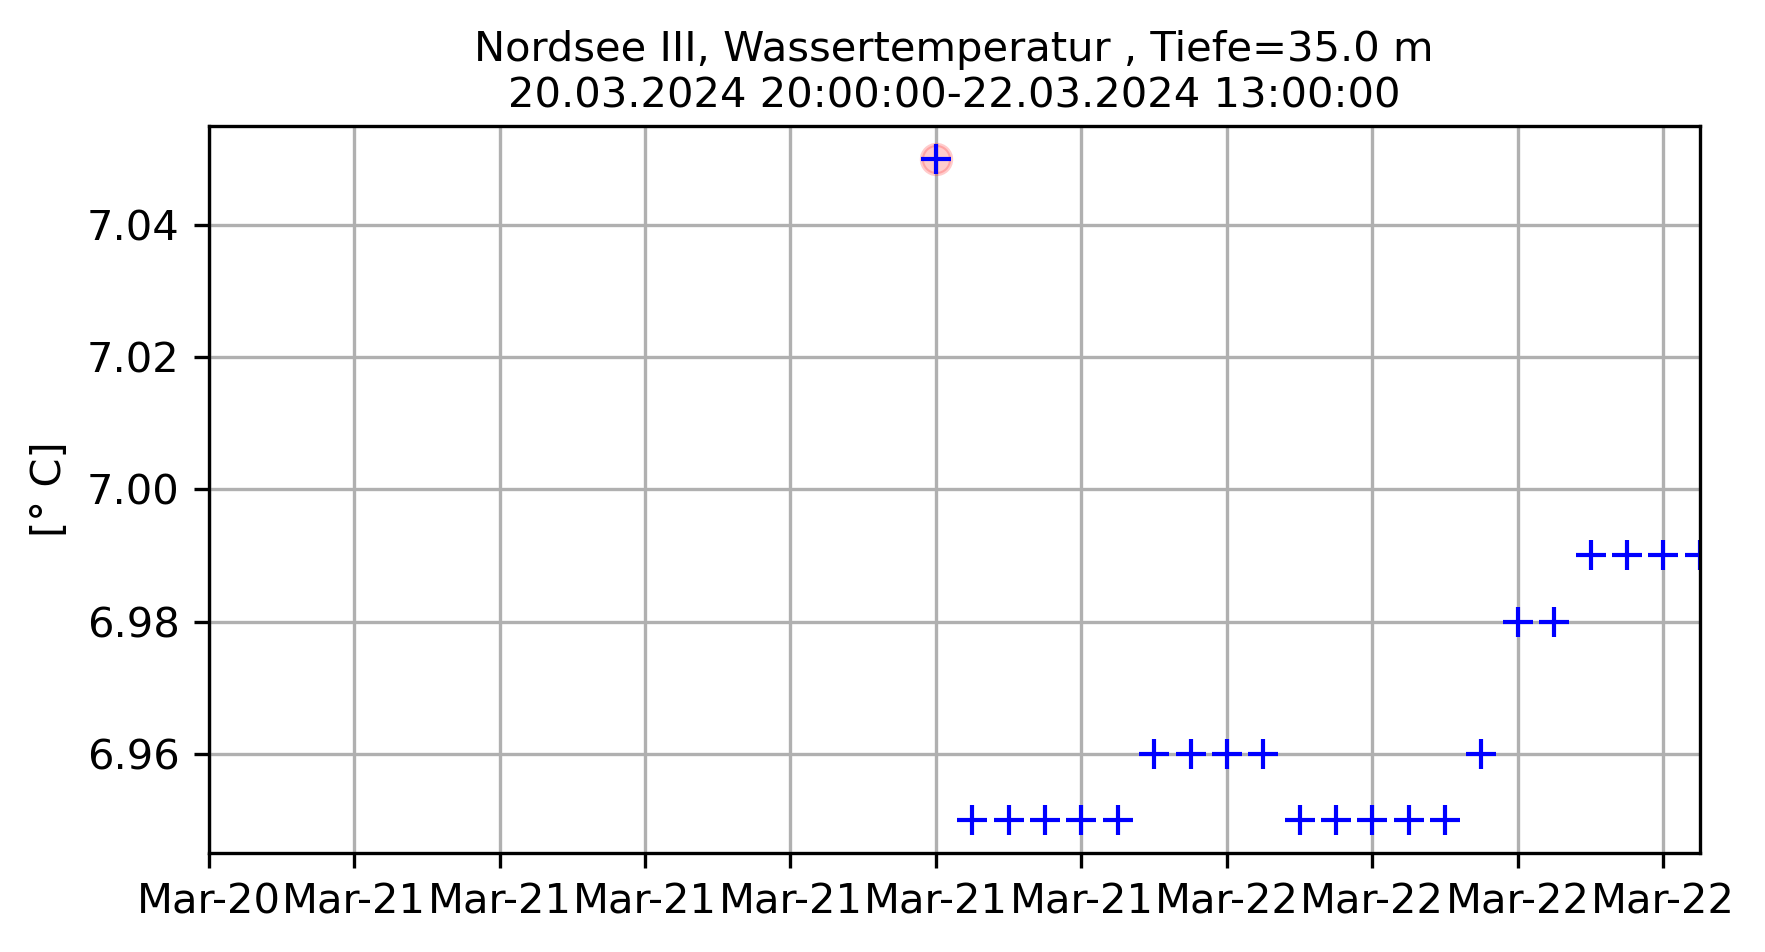 Nordsee III, Wassertemperatur , Tiefe=35.0 m
20.03.2024 20:00:00-22.03.2024 13:00:00
7.04
7.02
7.00
6.98
6.96
[° C]
Mar-20 Mar-21 Mar-21 Mar-21 Mar-21 Mar-21 Mar-21 Mar-22 Mar-22 Mar-22 Mar-22